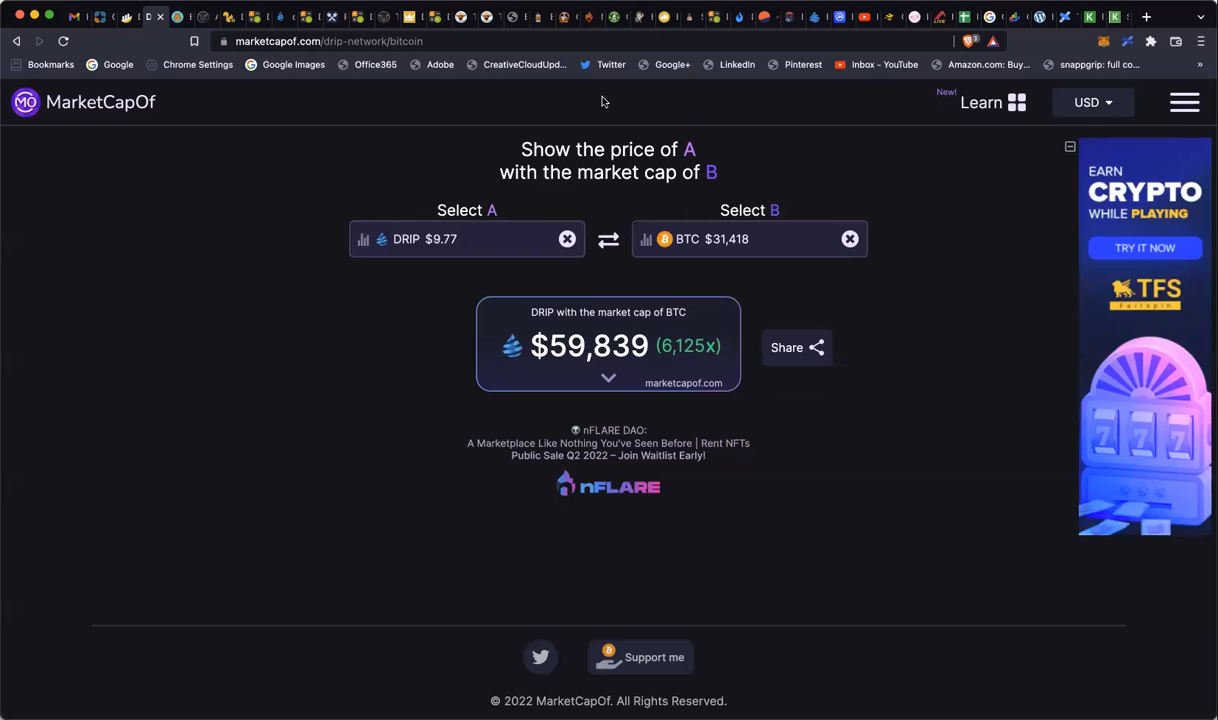 marketcapof.com/drip-network/bitcoin
Bookmarks
Google
Chrome Settings
Google Images
Office365
Adobe
CreativeCloudUpd...
Twitter
Google+
LinkedIn
Pinterest
Inbox - YouTube
Amazon.com: Buy...
snappgrip: full co...
»
MO MarketCapOf
New!
Learn
USD
Show the price of A
with the market cap of B
Select A
Select B
DRIP $9.77
BTC $31,418
DRIP with the market cap of BTC
$59,839 (6,125x)
marketcapof.com
Share
nFLARE DAO:
A Marketplace Like Nothing You've Seen Before | Rent NFTs
Public Sale Q2 2022 – Join Waitlist Early!
nFLARE
EARN
CRYPTO
WHILE PLAYING
TRY IT NOW
TFS
Fairspin
7 7 7
Support me
© 2022 MarketCapOf. All Rights Reserved.